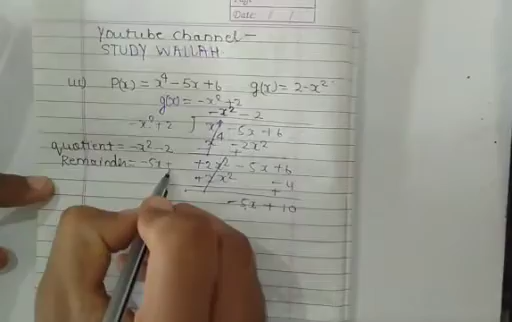 Date: / /
Youtube channel-
STUDY WALLAH
iii) P(x) = x⁴ - 5x + 6 g(x) = 2 - x²
g(x) = -x² + 2
-x² - 2
-x² + 2 ) x⁴ - 5x + 6
quotient = -x² - 2 - 2x²
+
Remainder = -5x + +2x² - 5x + 6
+2x² - 4
- +
-5x + 10